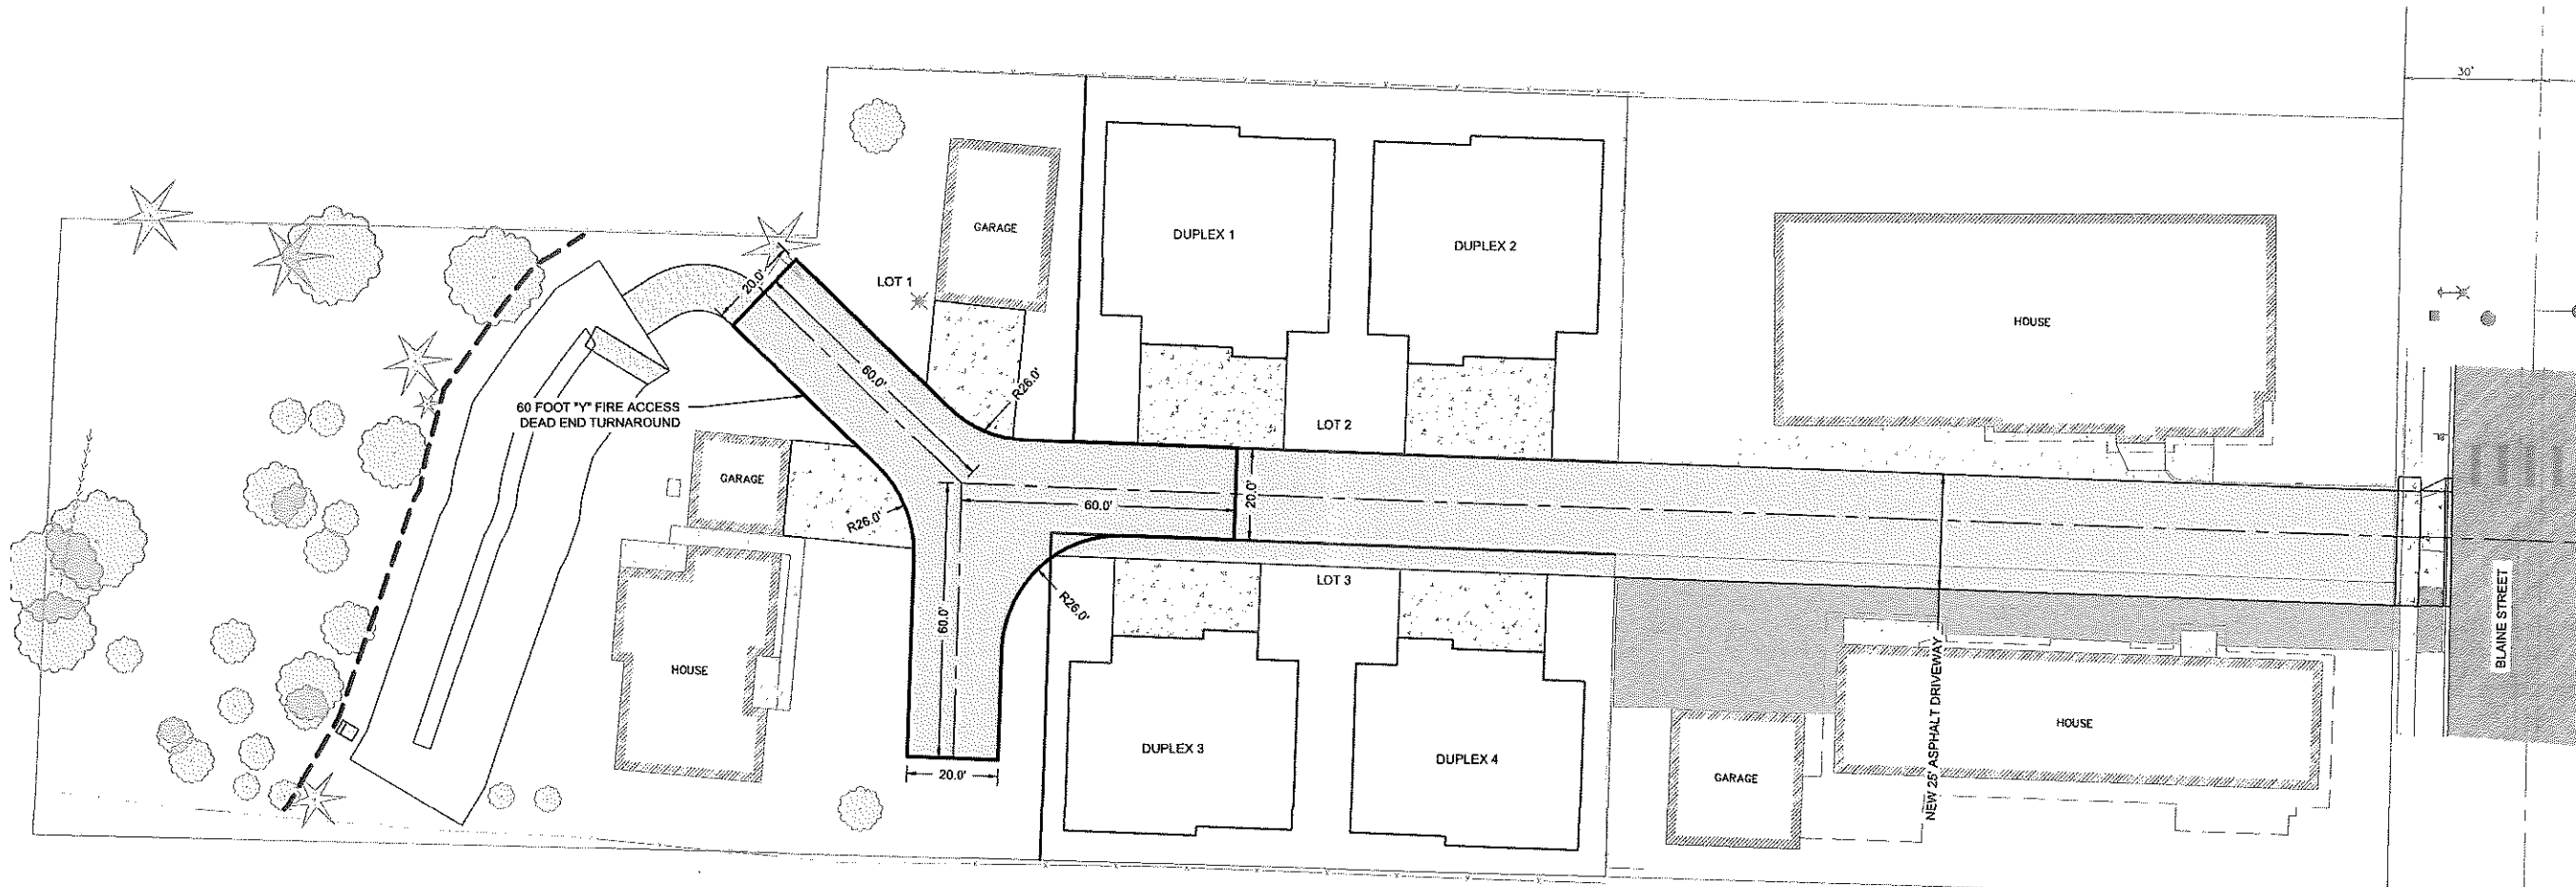 30'
GARAGE
DUPLEX 1
DUPLEX 2
LOT 1
20.0'
HOUSE
60.0'
R26.0'
60 FOOT "Y" FIRE ACCESS
DEAD END TURNAROUND
LOT 2
GARAGE
R26.0'
60.0'
20.0'
LOT 3
R26.0'
60.0'
HOUSE
BLAINE STREET
NEW 25' ASPHALT DRIVEWAY
HOUSE
DUPLEX 3
DUPLEX 4
GARAGE
20.0'